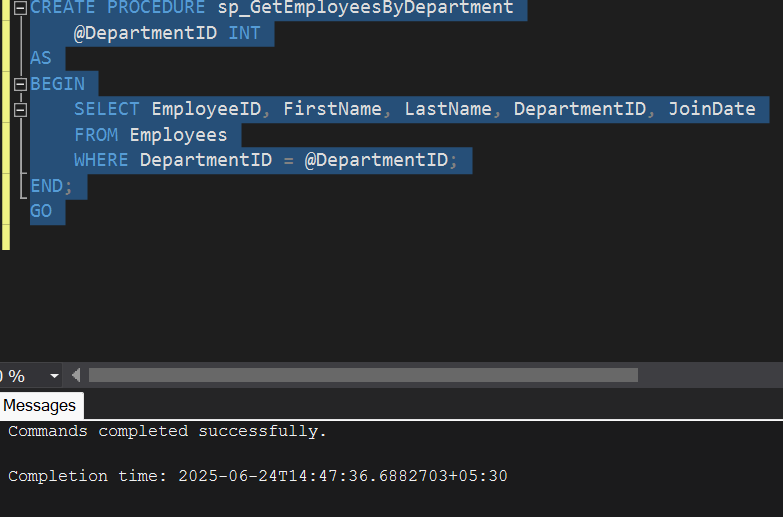 CREATE PROCEDURE sp_GetEmployeesByDepartment
@DepartmentID INT
AS
BEGIN
SELECT EmployeeID, FirstName, LastName, DepartmentID, JoinDate
FROM Employees
WHERE DepartmentID = @DepartmentID;
END;
GO
%
Messages
Commands completed successfully.
Completion time: 2025-06-24T14:47:36.6882703+05:30